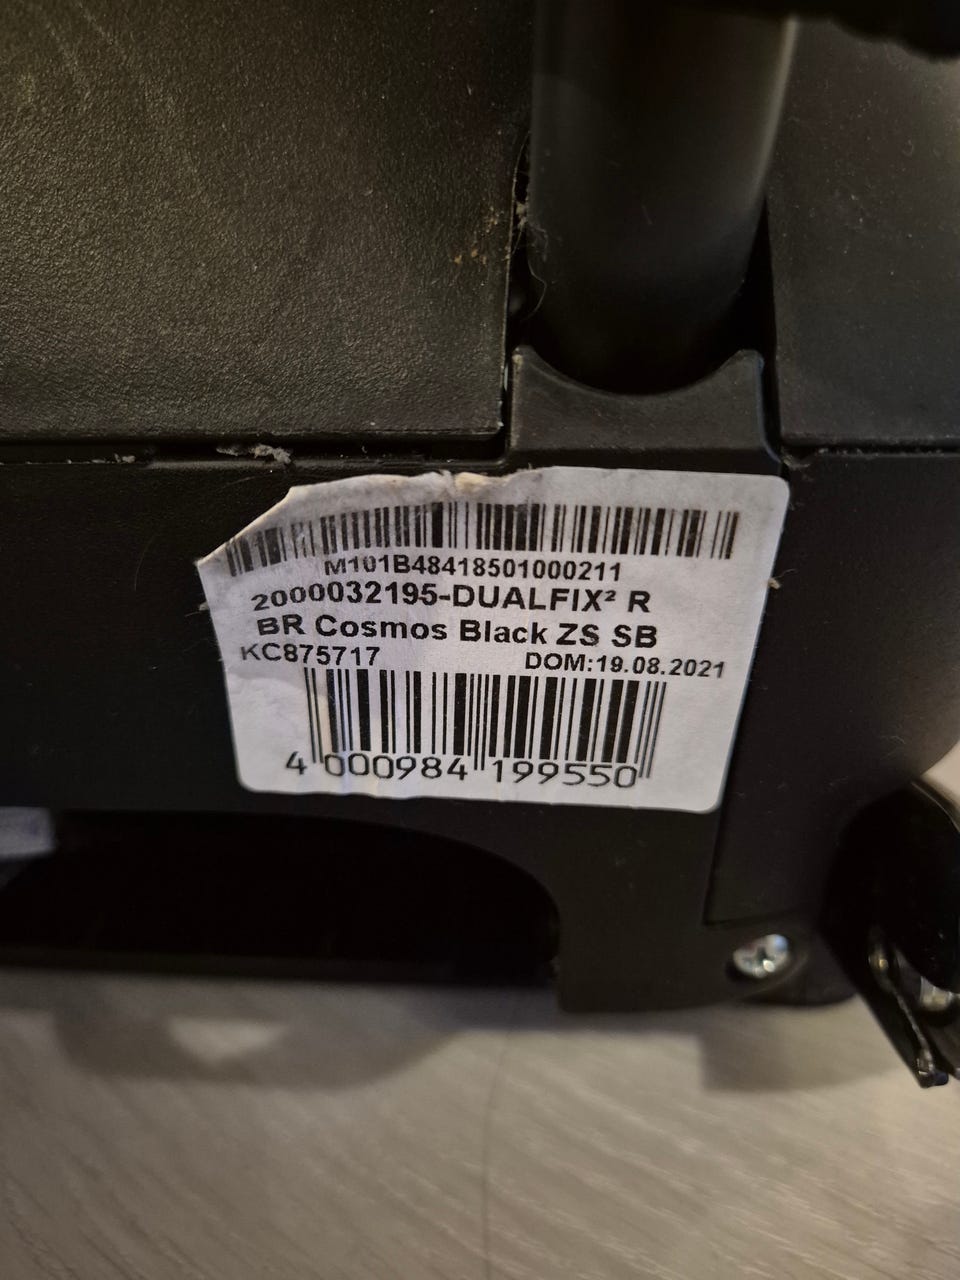 M101B48418501000211
2000032195-DUALFIX² R
BR Cosmos Black ZS SB
KC875717 DOM:19.08.2021
4 000984 199550